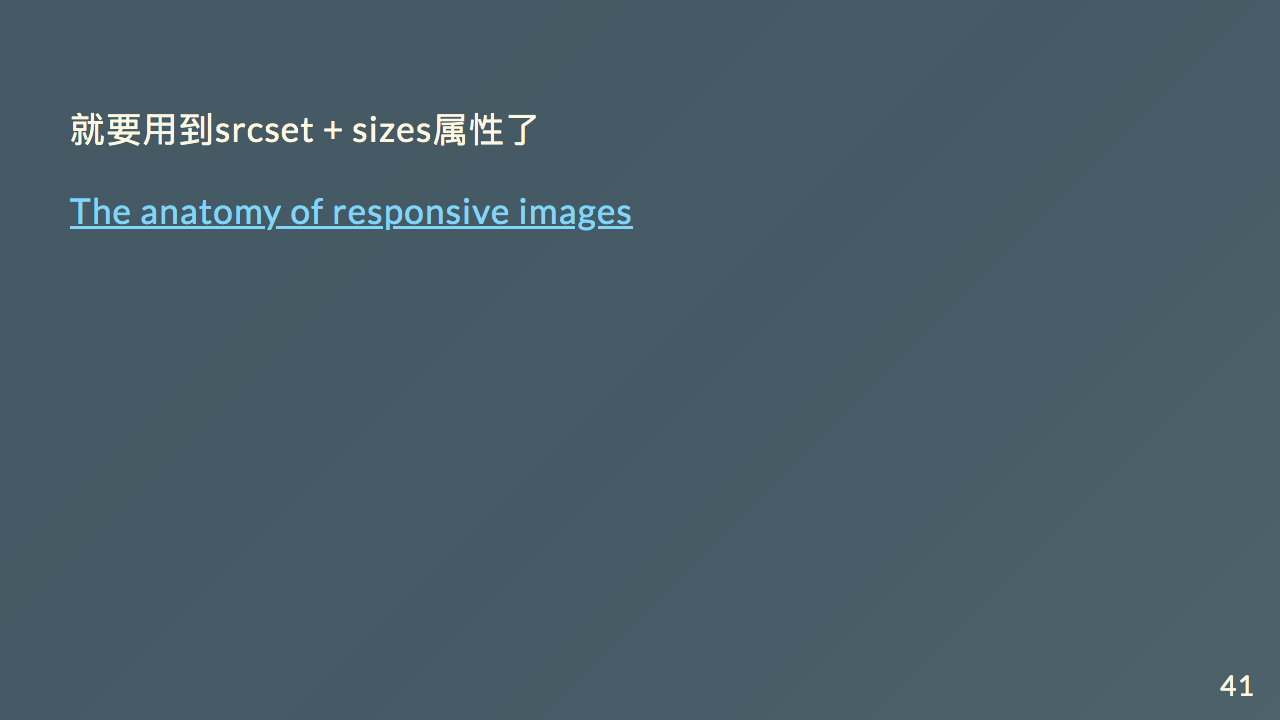 就要用到srcset + sizes属性了
The anatomy of responsive images
41